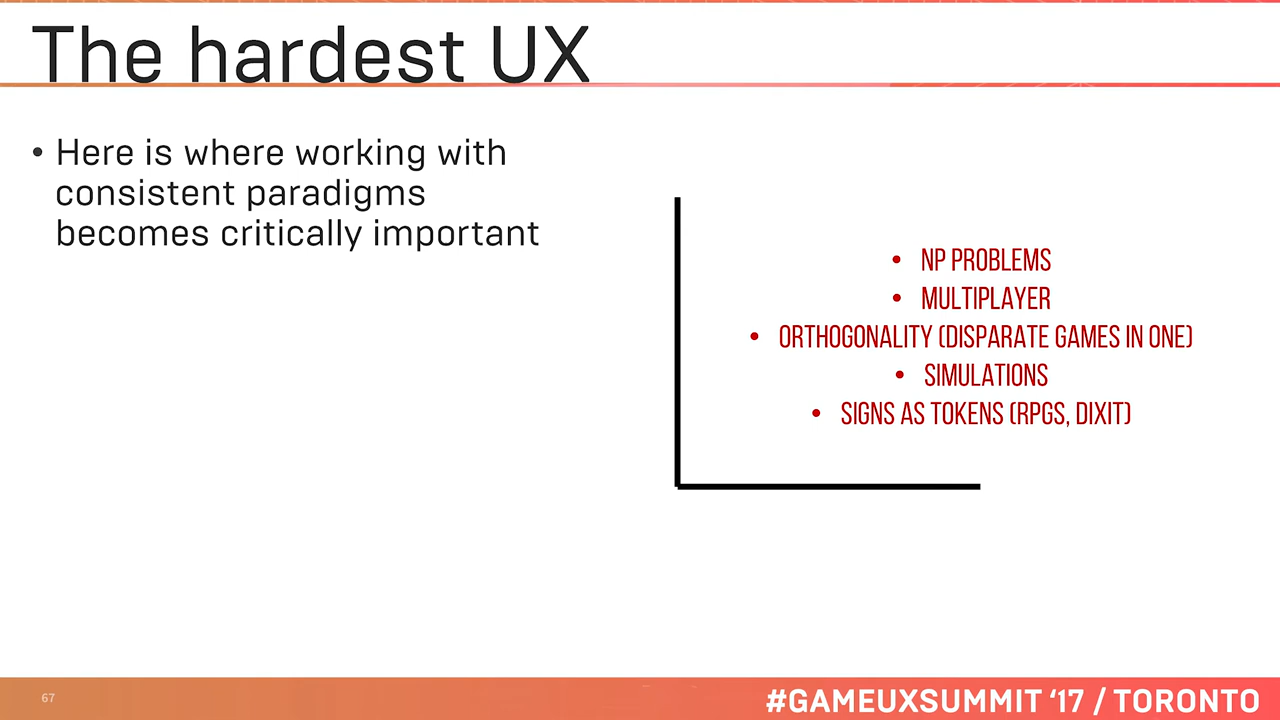 The hardest UX
• Here is where working with
consistent paradigms
becomes critically important
• NP PROBLEMS
• MULTIPLAYER
• ORTHOGONALITY (DISPARATE GAMES IN ONE)
• SIMULATIONS
• SIGNS AS TOKENS (RPGS, DIXIT)
67
#GAMEUXSUMMIT ‘17 / TORONTO